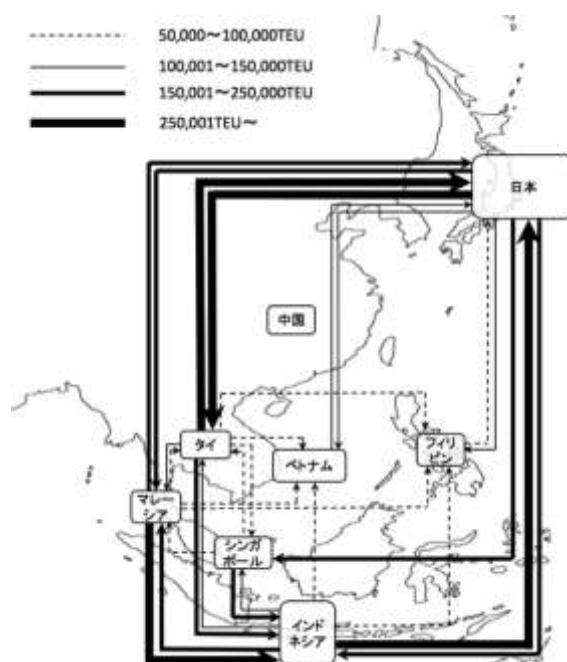 50,000～100,000TEU
100,001～150,000TEU
150,001～250,000TEU
250,001TEU～
日本
中国
タイ
ベトナム
フィリ
ピン
マレー
シア
シンガ
ポール
インド
ネシア